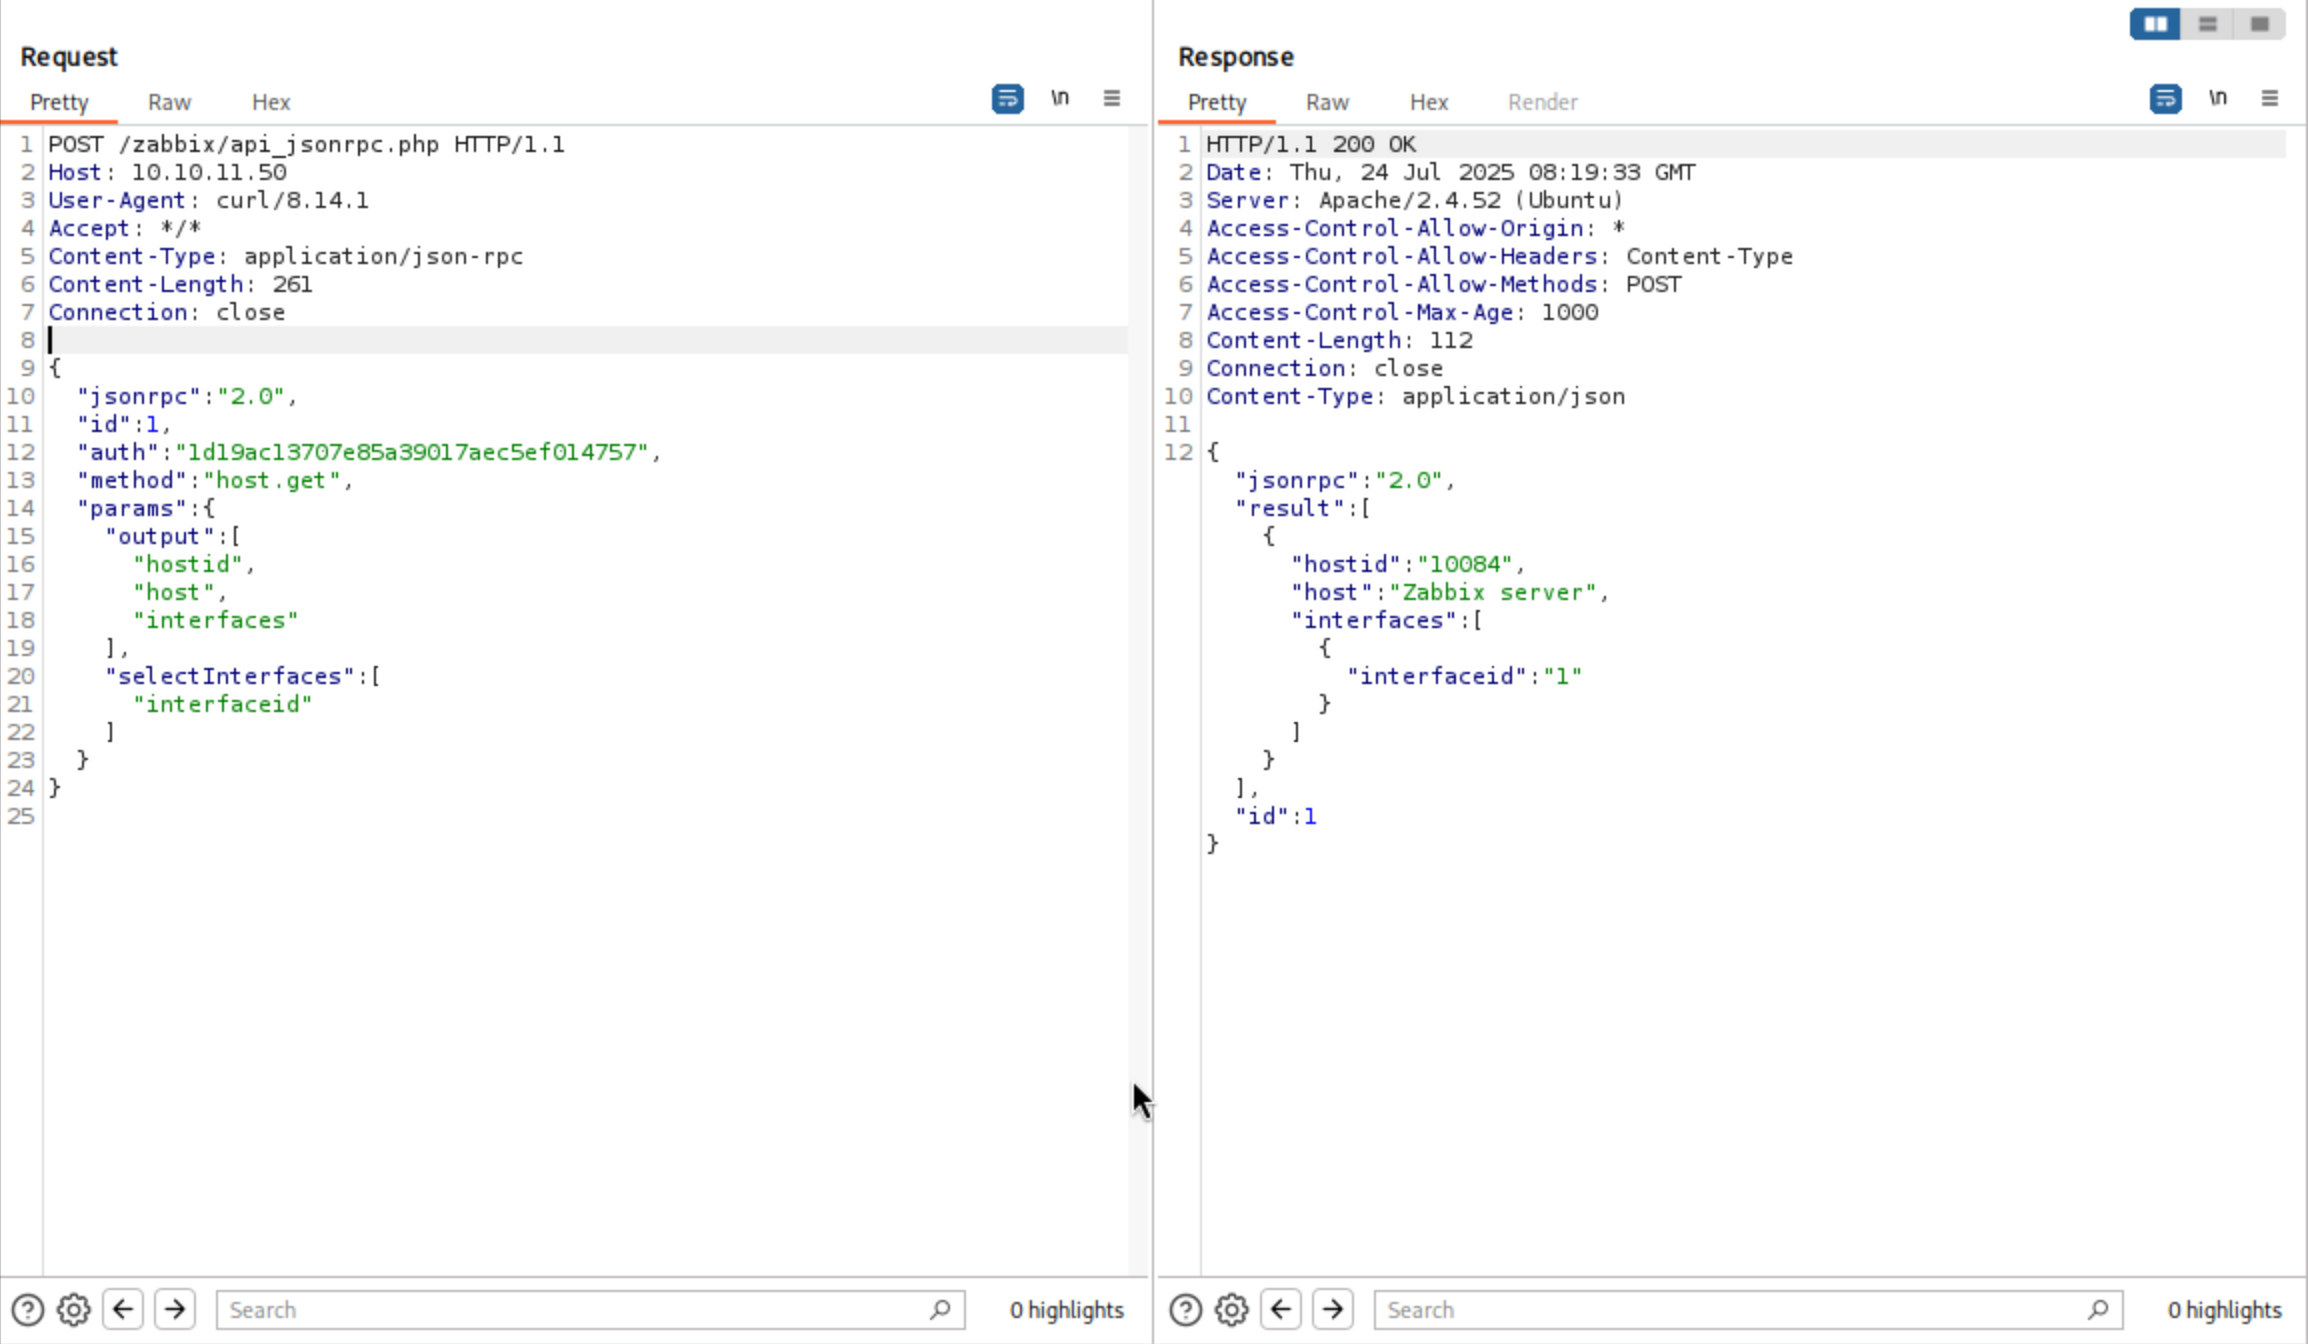 Request
Pretty Raw Hex \n
1 POST /zabbix/api_jsonrpc.php HTTP/1.1
2 Host: 10.10.11.50
3 User-Agent: curl/8.14.1
4 Accept: */*
5 Content-Type: application/json-rpc
6 Content-Length: 261
7 Connection: close
8
9 {
10 "jsonrpc":"2.0",
11 "id":1,
12 "auth":"1d19ac13707e85a39017aec5ef014757",
13 "method":"host.get",
14 "params":{
15 "output":[
16 "hostid",
17 "host",
18 "interfaces"
19 ],
20 "selectInterfaces":[
21 "interfaceid"
22 ]
23 }
24 }
25
Search 0 highlights
Response
Pretty Raw Hex Render \n
1 HTTP/1.1 200 OK
2 Date: Thu, 24 Jul 2025 08:19:33 GMT
3 Server: Apache/2.4.52 (Ubuntu)
4 Access-Control-Allow-Origin: *
5 Access-Control-Allow-Headers: Content-Type
6 Access-Control-Allow-Methods: POST
7 Access-Control-Max-Age: 1000
8 Content-Length: 112
9 Connection: close
10 Content-Type: application/json
11
12 {
"jsonrpc":"2.0",
"result":[
{
"hostid":"10084",
"host":"Zabbix server",
"interfaces":[
{
"interfaceid":"1"
}
]
}
],
"id":1
}
Search 0 highlights